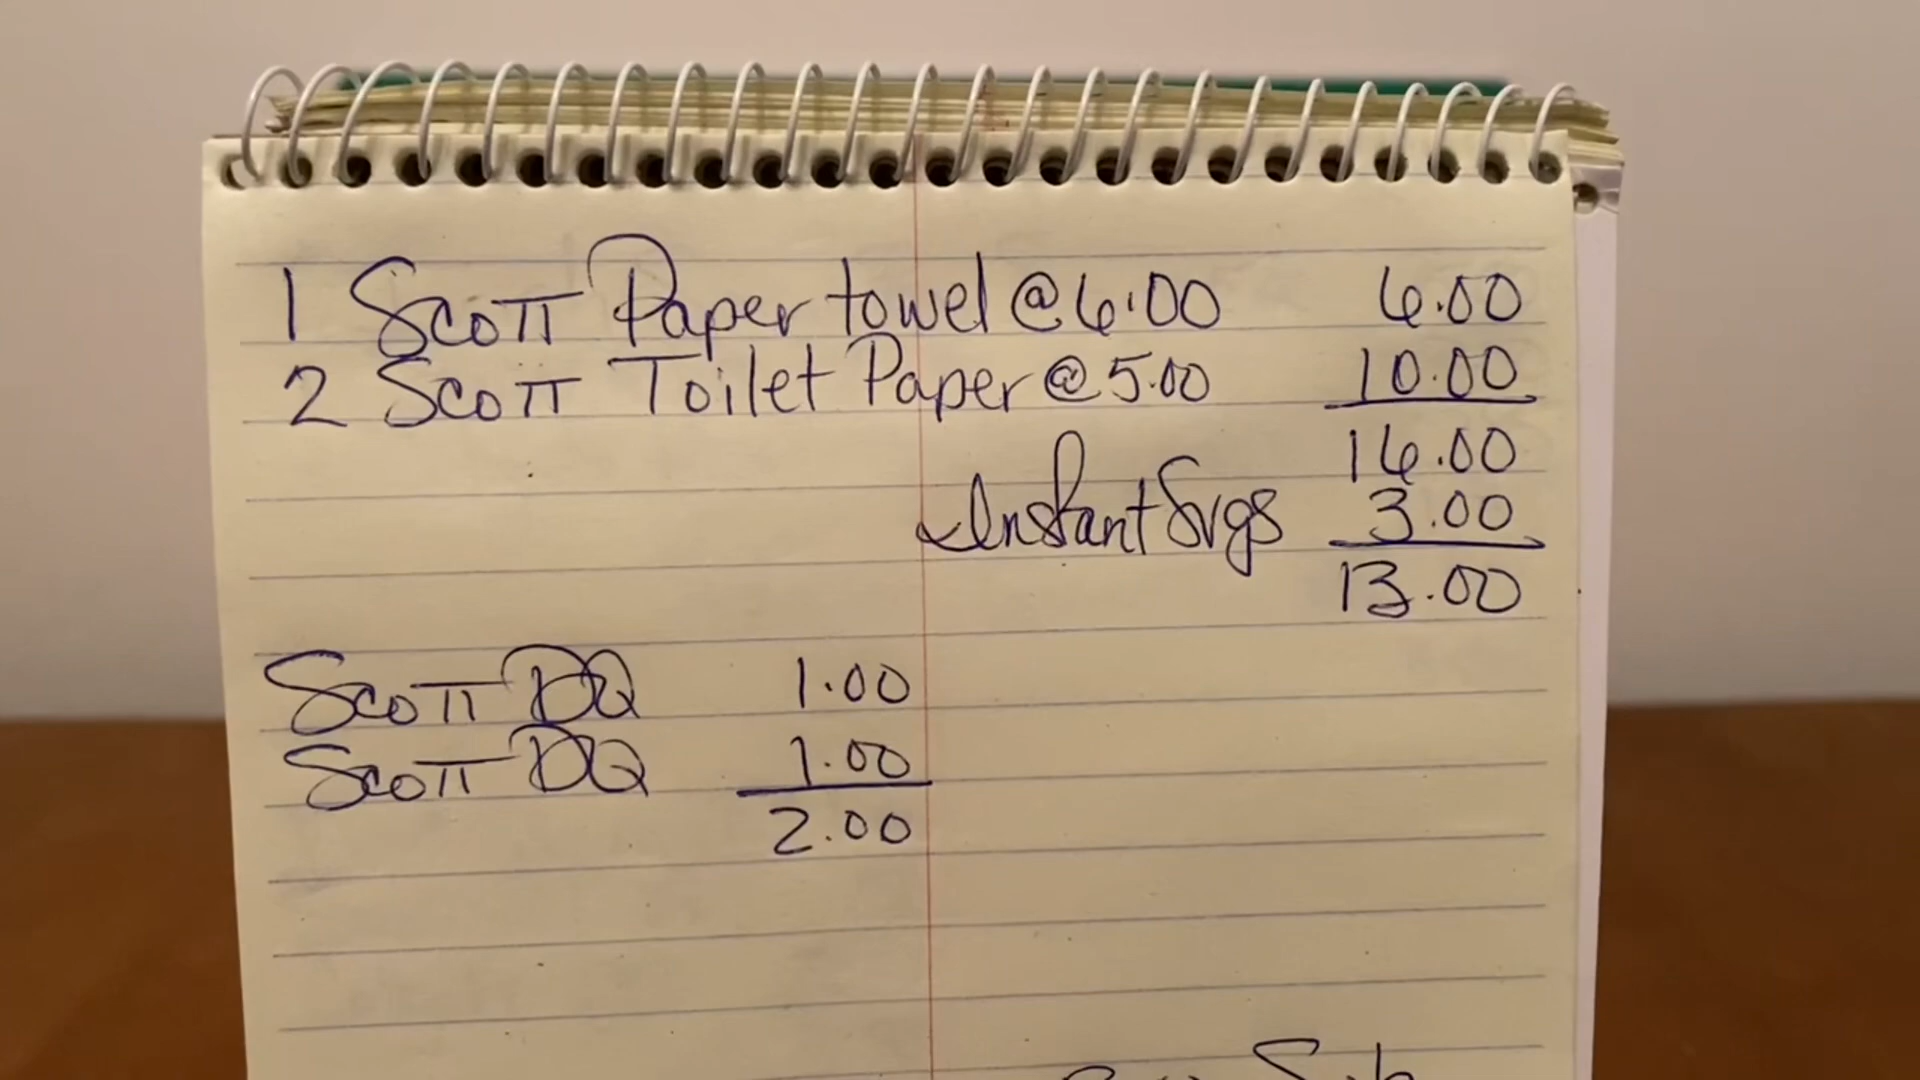 1 Scott Paper towel @ 6.00 6.00
2 Scott Toilet Paper @ 5.00 10.00
16.00
Instant Svgs 3.00
13.00
Scott DQ 1.00
Scott DQ 1.00
2.00